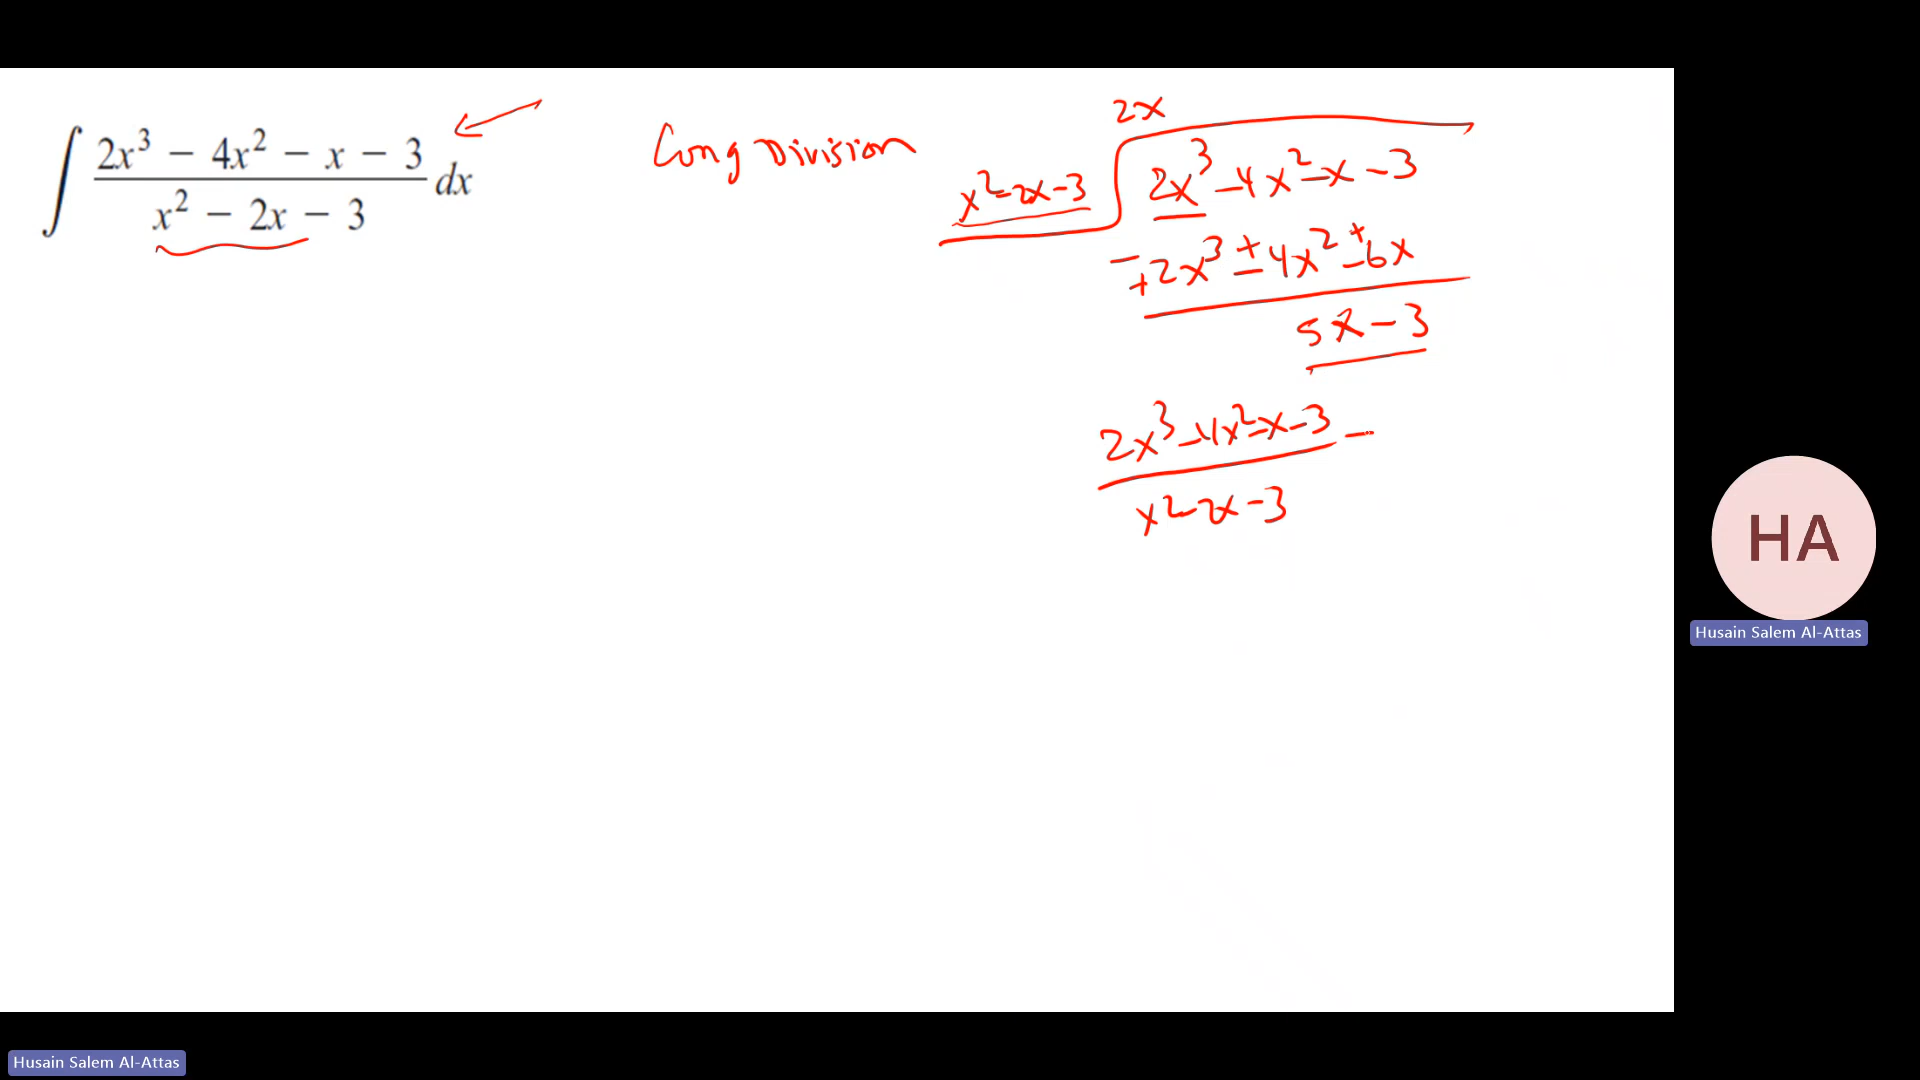 ∫ (2x³ − 4x² − x − 3)/(x² − 2x − 3) dx
Long Division
2x
x² − 2x − 3
2x³ − 4x² − x − 3
− +2x³ + −4x² + −6x
5x − 3
(2x³ − 4x² − x − 3)/(x² − 2x − 3) −
HA
Husain Salem Al-Attas
Husain Salem Al-Attas